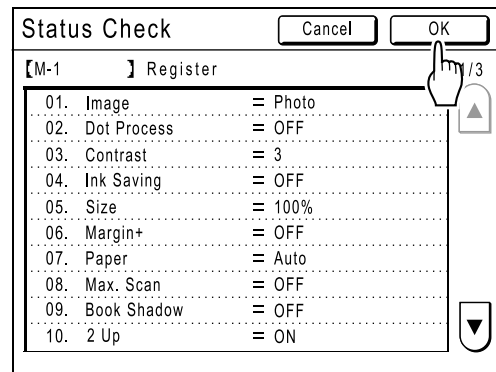 Status Check Cancel OK
【M-1 】 Register 1/3
01. Image = Photo
02. Dot Process = OFF
03. Contrast = 3
04. Ink Saving = OFF
05. Size = 100%
06. Margin+ = OFF
07. Paper = Auto
08. Max. Scan = OFF
09. Book Shadow = OFF
10. 2 Up = ON